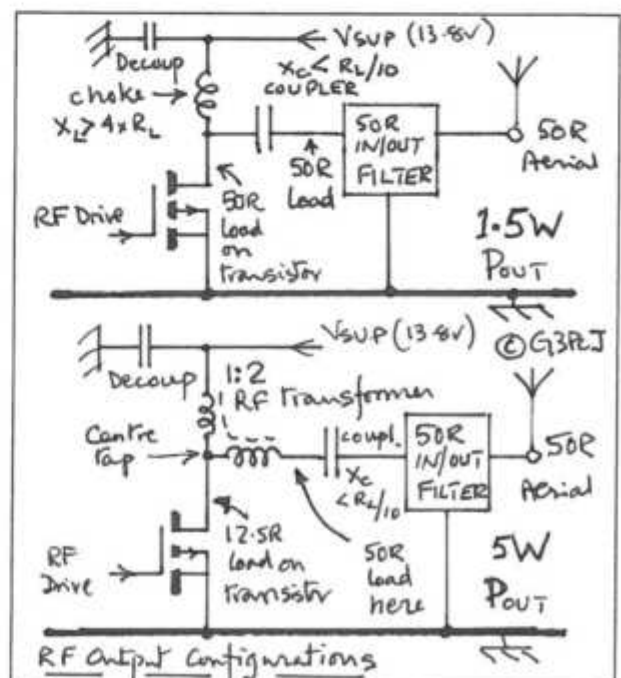 VSUP (13.8V)
Decoup
XC < RL/10
COUPLER
choke
XL > 4xRL
50R
IN/OUT
FILTER
50R
Load
50R
Aerial
RF Drive
50R
load
on
transistor
1.5W
POUT
VSUP (13.8V)
© G3PCJ
Decoup
1:2
RF transformer
Centre
tap
coupl.
XC
< RL/10
50R
IN/OUT
FILTER
50R
Aerial
12.5R
load on
transistor
50R
load
here
RF
Drive
5W
POUT
RF Output Configurations